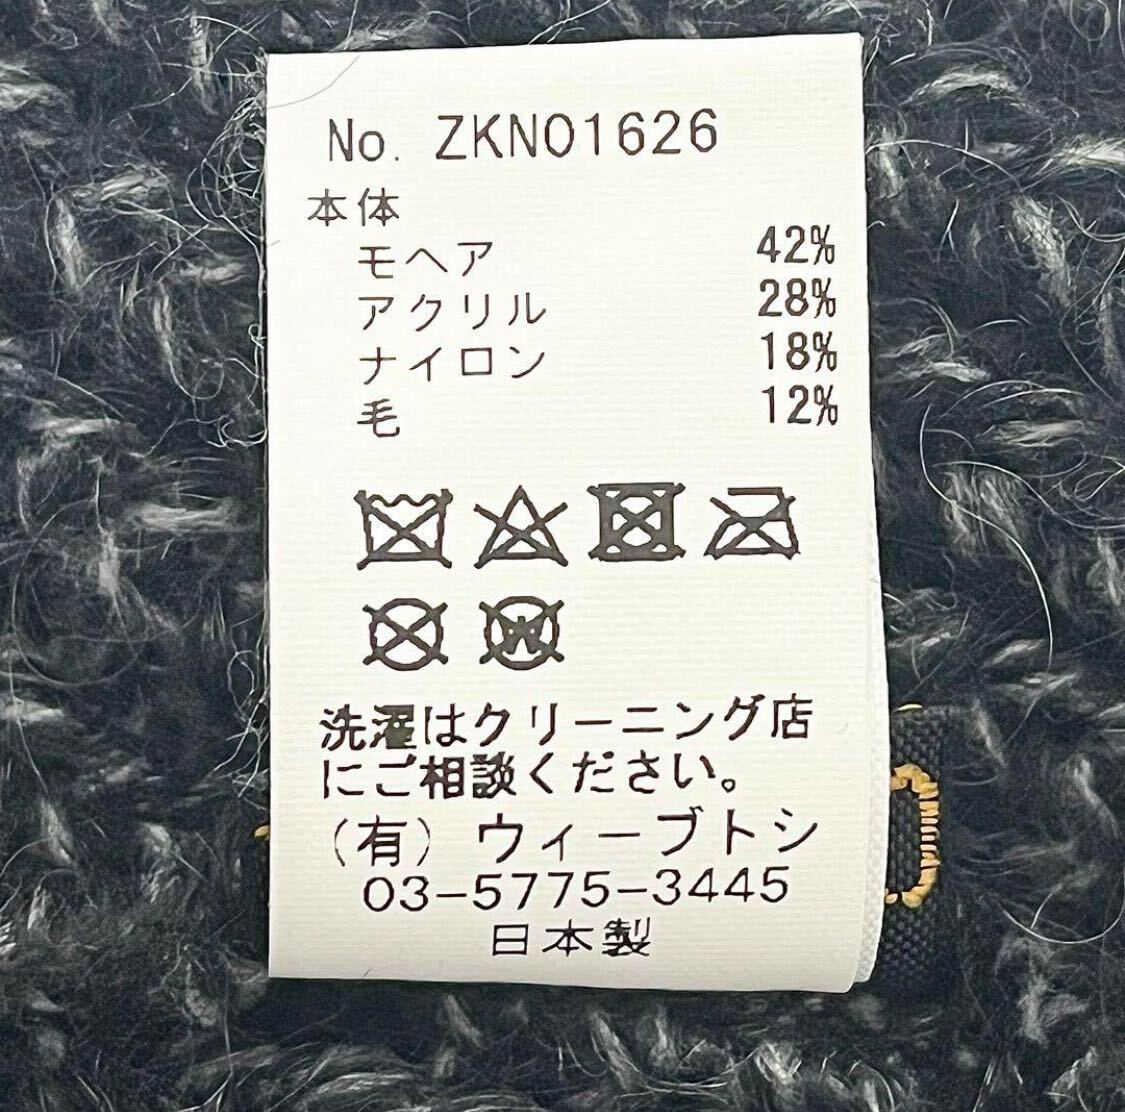 No. ZKN01626
本体
モヘア 42%
アクリル 28%
ナイロン 18%
毛 12%
洗濯はクリーニング店
にご相談ください。
(有) ウィーブトシ
03-5775-3445
日本製